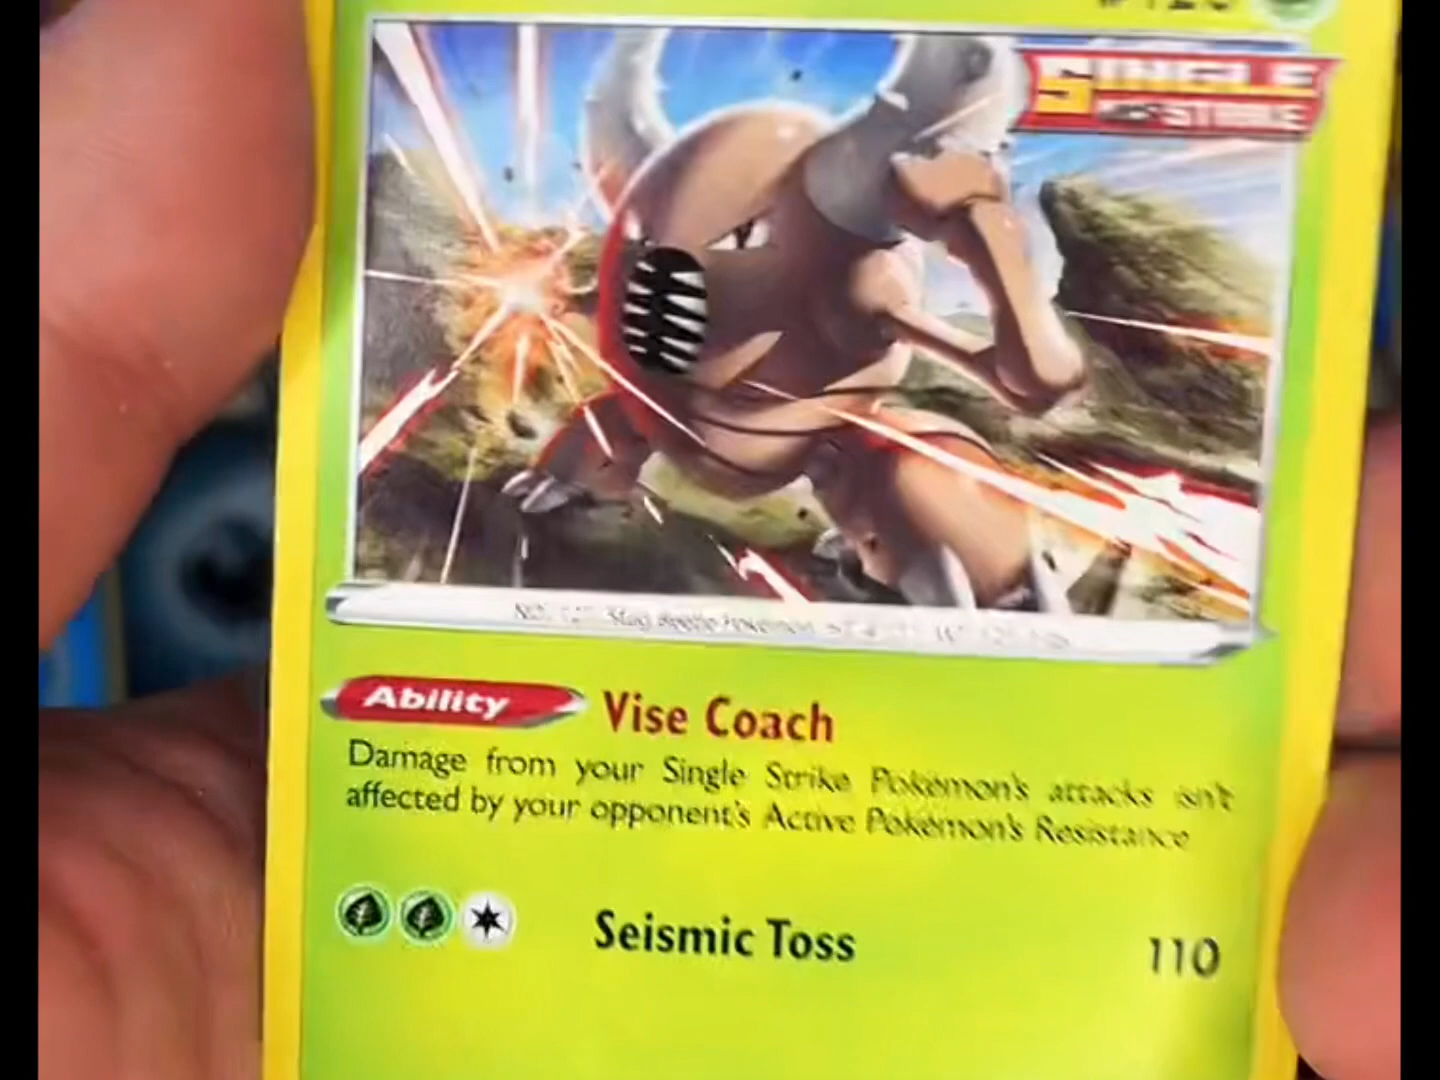 SINGLE
STRIKE
Ability Vise Coach
Damage from your Single Strike Pokémon's attacks isn't
affected by your opponent's Active Pokémon's Resistance
Seismic Toss 110